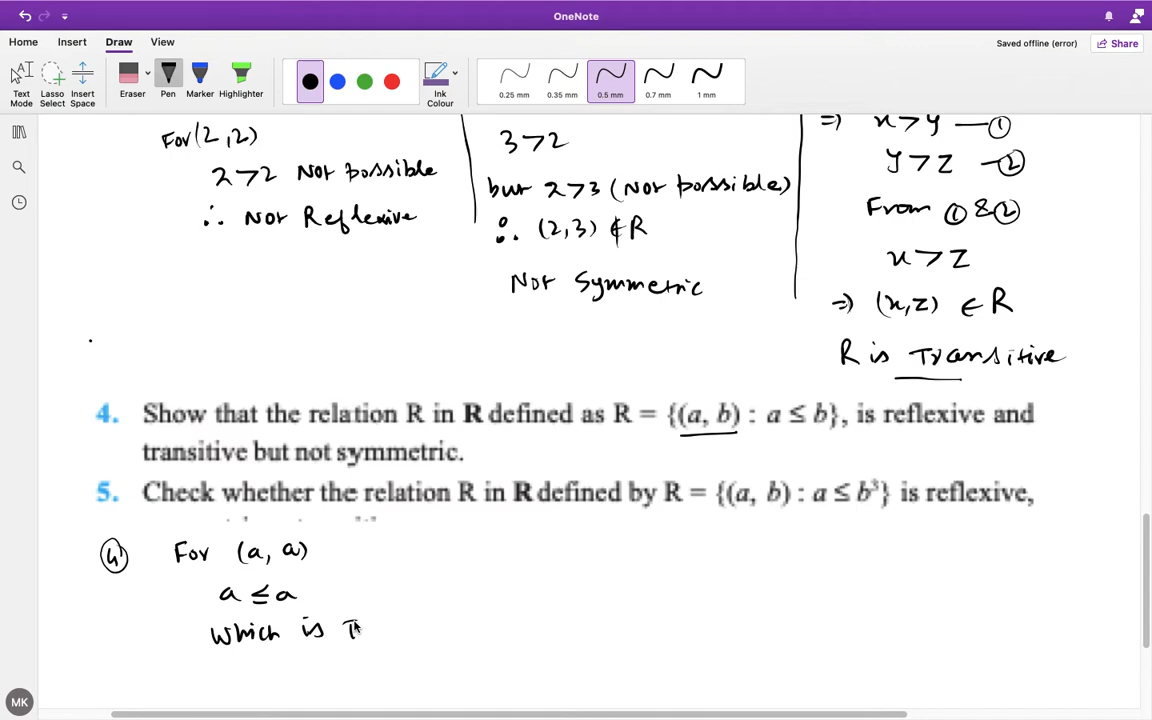 OneNote
Home Insert Draw View
Saved offline (error)
Share
Text Mode
Lasso Select
Insert Space
Eraser
Pen
Marker
Highlighter
Ink Colour
0.25 mm
0.35 mm
0.5 mm
0.7 mm
1 mm
For (2,2)
2>2 Not possible
∴ Not Reflexive
3>2
but 2>3 (Not possible)
∴ (2,3) ∉ R
Not Symmetric
⇒ x>y —①
y>z —②
From ① & ②
x>z
⇒ (x,z) ∈ R
R is Transitive
4. Show that the relation R in R defined as R = {(a, b) : a ≤ b}, is reflexive and
transitive but not symmetric.
5. Check whether the relation R in R defined by R = {(a, b) : a ≤ b³} is reflexive,
④ For (a, a)
a ≤ a
Which is T
MK